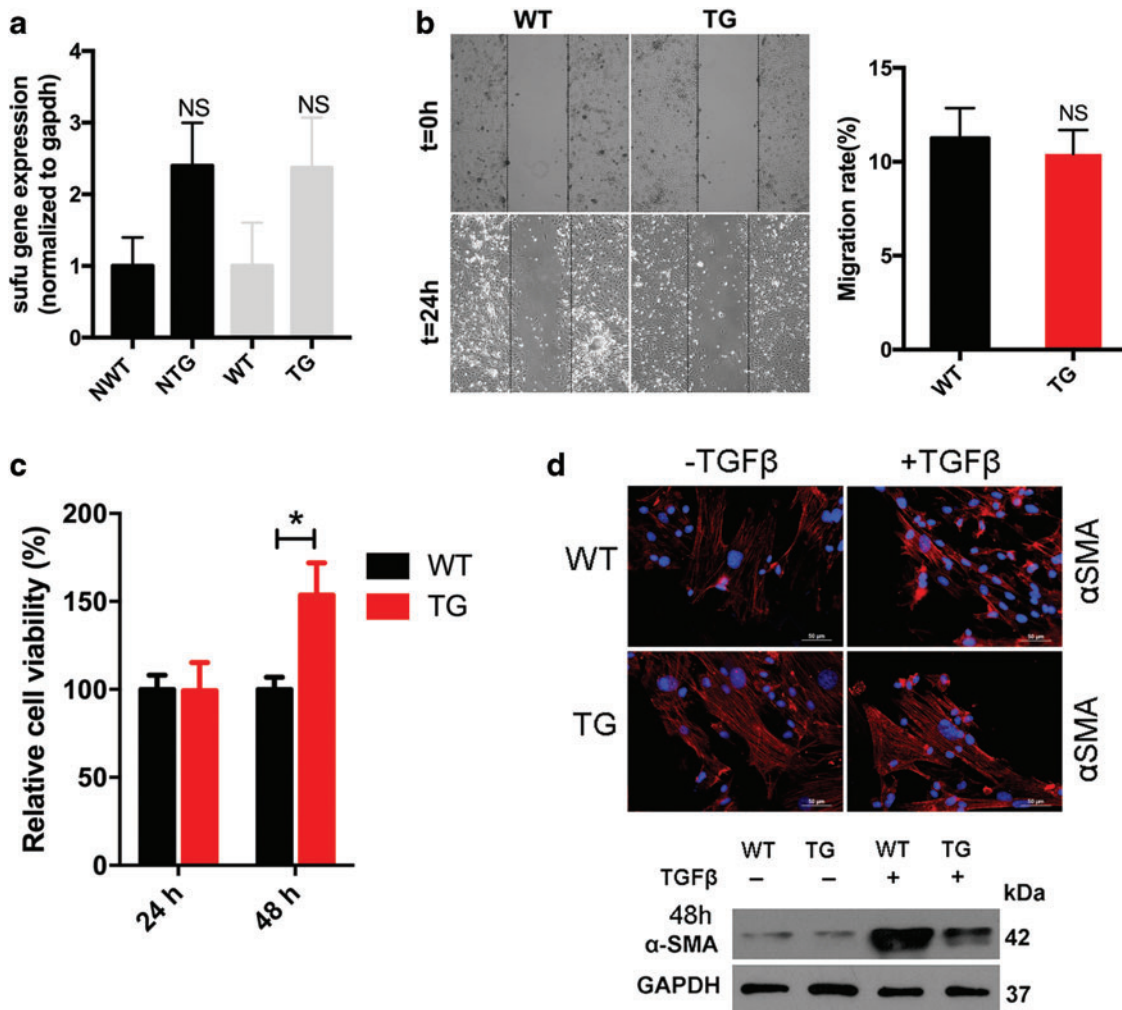 a
sufu gene expression
(normalized to gapdh)
4
3
2
1
0
NS
NS
NWT
NTG
WT
TG
b
WT
TG
t=0h
t=24h
Migration rate(%)
15
10
5
0
NS
WT
TG
c
Relative cell viability (%)
200
150
100
50
0
*
24 h
48 h
WT
TG
d
-TGFβ
+TGFβ
WT
αSMA
50 µm
50 µm
TG
αSMA
50 µm
50 µm
WT TG WT TG
TGFβ – – + + kDa
48h
α-SMA 42
GAPDH 37